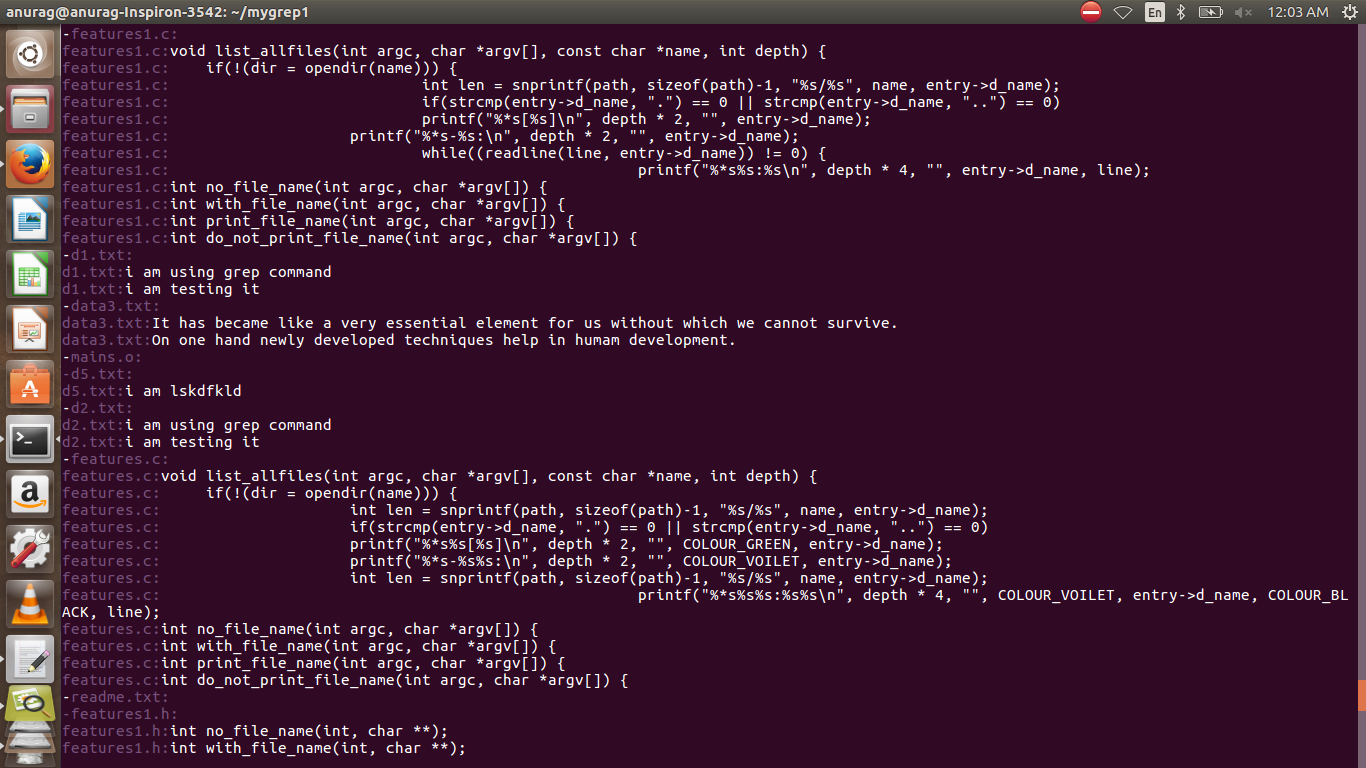 anurag@anurag-Inspiron-3542: ~/mygrep1
En
12:03 AM
-features1.c:
features1.c:void list_allfiles(int argc, char *argv[], const char *name, int depth) {
features1.c:    if(!(dir = opendir(name))) {
features1.c:                            int len = snprintf(path, sizeof(path)-1, "%s/%s", name, entry->d_name);
features1.c:                            if(strcmp(entry->d_name, ".") == 0 || strcmp(entry->d_name, "..") == 0)
features1.c:                            printf("%*s[%s]\n", depth * 2, "", entry->d_name);
features1.c:                    printf("%*s-%s:\n", depth * 2, "", entry->d_name);
features1.c:                            while((readline(line, entry->d_name)) != 0) {
features1.c:                                                    printf("%*s%s:%s\n", depth * 4, "", entry->d_name, line);
features1.c:int no_file_name(int argc, char *argv[]) {
features1.c:int with_file_name(int argc, char *argv[]) {
features1.c:int print_file_name(int argc, char *argv[]) {
features1.c:int do_not_print_file_name(int argc, char *argv[]) {
-d1.txt:
d1.txt:i am using grep command
d1.txt:i am testing it
-data3.txt:
data3.txt:It has became like a very essential element for us without which we cannot survive.
data3.txt:On one hand newly developed techniques help in humam development.
-mains.o:
-d5.txt:
d5.txt:i am lskdfkld
-d2.txt:
d2.txt:i am using grep command
d2.txt:i am testing it
-features.c:
features.c:void list_allfiles(int argc, char *argv[], const char *name, int depth) {
features.c:     if(!(dir = opendir(name))) {
features.c:                     int len = snprintf(path, sizeof(path)-1, "%s/%s", name, entry->d_name);
features.c:                     if(strcmp(entry->d_name, ".") == 0 || strcmp(entry->d_name, "..") == 0)
features.c:                     printf("%*s%s[%s]\n", depth * 2, "", COLOUR_GREEN, entry->d_name);
features.c:                     printf("%*s-%s%s:\n", depth * 2, "", COLOUR_VOILET, entry->d_name);
features.c:                     int len = snprintf(path, sizeof(path)-1, "%s/%s", name, entry->d_name);
features.c:                                                     printf("%*s%s%s:%s%s\n", depth * 4, "", COLOUR_VOILET, entry->d_name, COLOUR_BL
ACK, line);
features.c:int no_file_name(int argc, char *argv[]) {
features.c:int with_file_name(int argc, char *argv[]) {
features.c:int print_file_name(int argc, char *argv[]) {
features.c:int do_not_print_file_name(int argc, char *argv[]) {
-readme.txt:
-features1.h:
features1.h:int no_file_name(int, char **);
features1.h:int with_file_name(int, char **);